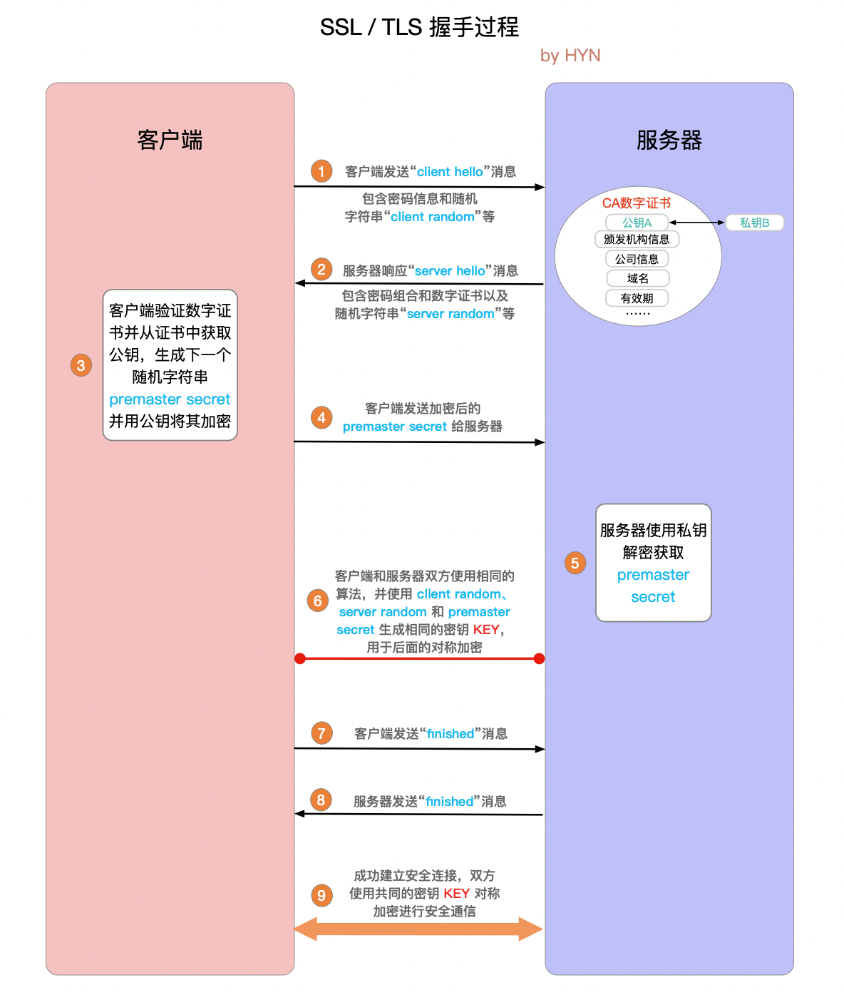 SSL / TLS 握手过程
by HYN
客户端
服务器
1
客户端发送“client hello”消息
包含密码信息和随机
字符串“client random”等
CA数字证书
公钥A
私钥B
颁发机构信息
公司信息
域名
有效期
······
2
服务器响应“server hello”消息
包含密码组合和数字证书以及
随机字符串“server random”等
3
客户端验证数字证
书并从证书中获取
公钥，生成下一个
随机字符串
premaster secret
并用公钥将其加密
4
客户端发送加密后的
premaster secret 给服务器
5
服务器使用私钥
解密获取
premaster
secret
6
客户端和服务器双方使用相同的
算法，并使用 client random、
server random 和 premaster
secret 生成相同的密钥 KEY，
用于后面的对称加密
7
客户端发送“finished”消息
8
服务器发送“finished”消息
9
成功建立安全连接，双方
使用共同的密钥 KEY 对称
加密进行安全通信